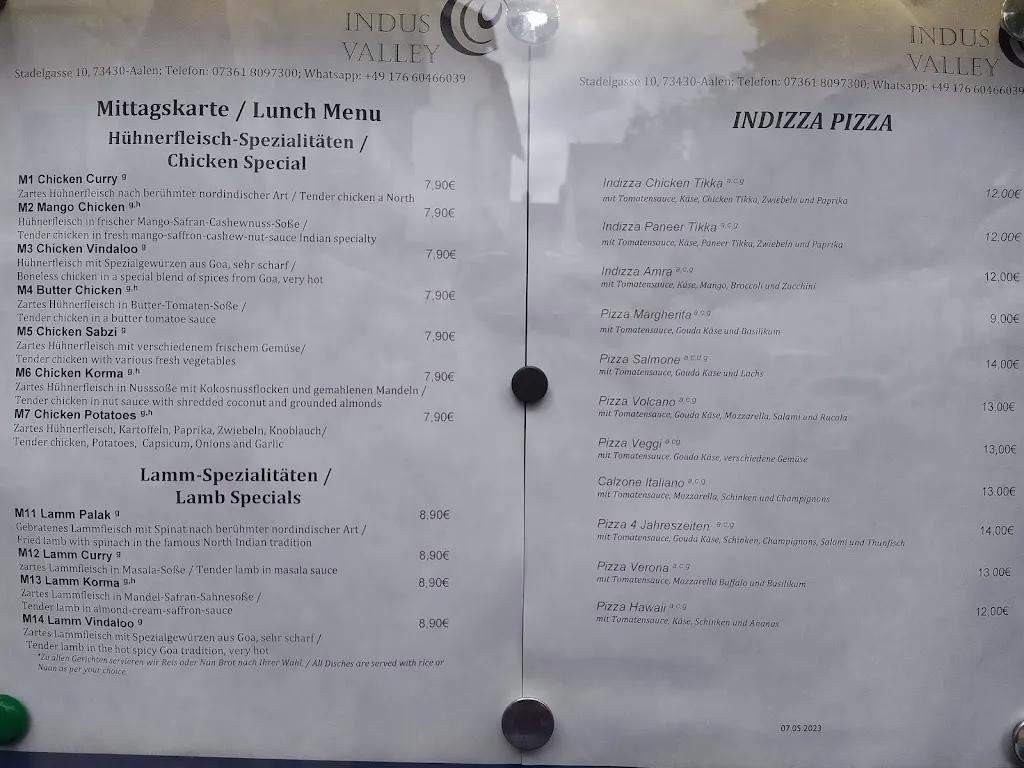 INDUS
VALLEY
Stadelgasse 10, 73430-Aalen; Telefon: 07361 8097300; Whatsapp: +49 176 60466039
Mittagskarte / Lunch Menu
Hühnerfleisch-Spezialitäten /
Chicken Special
M1 Chicken Curry g 7,90€
Zartes Hühnerfleisch nach berühmter nordindischer Art / Tender chicken a North
M2 Mango Chicken g,h 7,90€
Hühnerfleisch in frischer Mango-Safran-Cashewnuss-Soße /
Tender chicken in fresh mango-saffron-cashew-nut-sauce Indian specialty
M3 Chicken Vindaloo g 7,90€
Hühnerfleisch mit Spezialgewürzen aus Goa, sehr scharf /
Boneless chicken in a special blend of spices from Goa, very hot
M4 Butter Chicken g,h 7,90€
Zartes Hühnerfleisch in Butter-Tomaten-Soße /
Tender chicken in a butter tomatoe sauce
M5 Chicken Sabzi g 7,90€
Zartes Hühnerfleisch mit verschiedenem frischem Gemüse/
Tender chicken with various fresh vegetables
M6 Chicken Korma g,h 7,90€
Zartes Hühnerfleisch in Nusssoße mit Kokosnussflocken und gemahlenen Mandeln /
Tender chicken in nut sauce with shredded coconut and grounded almonds
M7 Chicken Potatoes g,h 7,90€
Zartes Hühnerfleisch, Kartoffeln, Paprika, Zwiebeln, Knoblauch/
Tender chicken, Potatoes, Capsicum, Onions and Garlic
Lamm-Spezialitäten /
Lamb Specials
M11 Lamm Palak g 8,90€
Gebratenes Lammfleisch mit Spinat nach berühmter nordindischer Art /
Fried lamb with spinach in the famous North Indian tradition
M12 Lamm Curry g 8,90€
zartes Lammfleisch in Masala-Soße / Tender lamb in masala sauce
M13 Lamm Korma g,h 8,90€
Zartes Lammfleisch in Mandel-Safran-Sahnesoße /
Tender lamb in almond-cream-saffron-sauce
M14 Lamm Vindaloo g 8,90€
Zartes Lammfleisch mit Spezialgewürzen aus Goa, sehr scharf /
Tender lamb in the hot spicy Goa tradition, very hot
*Zu allen Gerichten servieren wir Reis oder Nan Brot nach Ihrer Wahl. / All Disches are served with rice or
Naan as per your choice.
INDUS
VALLEY
Stadelgasse 10, 73430-Aalen; Telefon: 07361 8097300; Whatsapp: +49 176 60466039
INDIZZA PIZZA
Indizza Chicken Tikka a,c,g 12,00€
mit Tomatensauce, Käse, Chicken Tikka, Zwiebeln und Paprika
Indizza Paneer Tikka a,c,g 12,00€
mit Tomatensauce, Käse, Paneer Tikka, Zwiebeln und Paprika
Indizza Amra a,c,g 12,00€
mit Tomatensauce, Käse, Mango, Broccoli und Zucchini
Pizza Margherita a,c,g 9,00€
mit Tomatensauce, Gouda Käse und Basilikum
Pizza Salmone a,c,d,g 14,00€
mit Tomatensauce, Gouda Käse und Lachs
Pizza Volcano a,c,g 13,00€
mit Tomatensauce, Gouda Käse, Mozzarella, Salami und Rucola
Pizza Veggi a,c,g 13,00€
mit Tomatensauce, Gouda Käse, verschiedene Gemüse
Calzone Italiano a,c,g 13,00€
mit Tomatensauce, Mozzarella, Schinken und Champignons
Pizza 4 Jahreszeiten a,c,g 14,00€
mit Tomatensauce, Gouda Käse, Schinken, Champignons, Salami und Thunfisch
Pizza Verona a,c,g 13,00€
mit Tomatensauce, Mozzarella Buffalo und Basilikum
Pizza Hawaii a,c,g 12,00€
mit Tomatensauce, Käse, Schinken und Ananas
07.05.2023